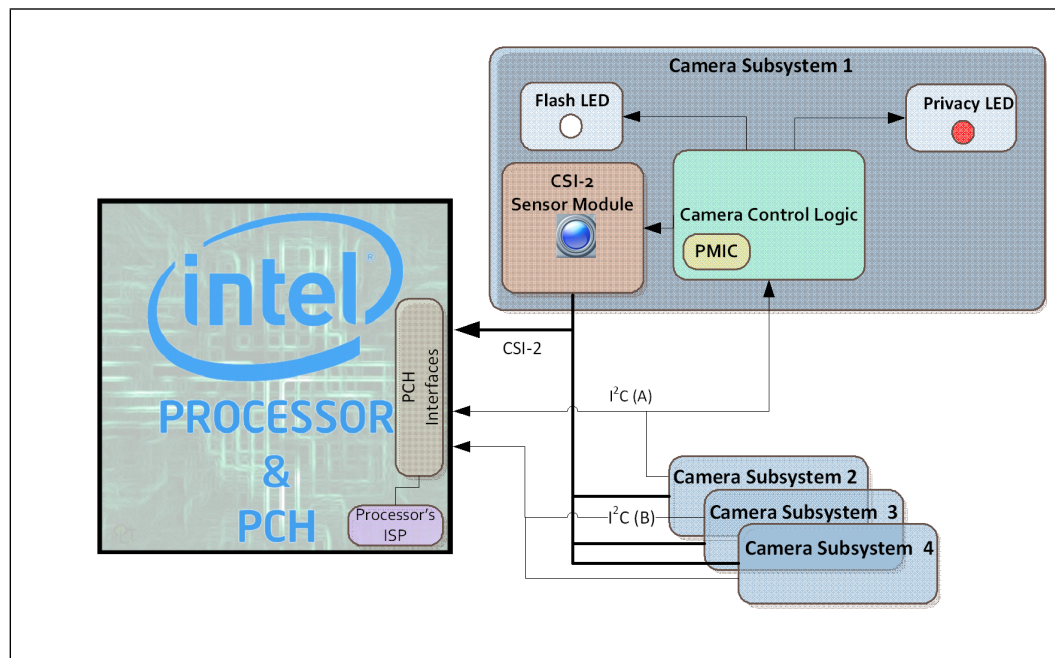 Camera Subsystem 1
Flash LED
Privacy LED
CSI-2
Sensor Module
Camera Control Logic
PMIC
intel
®
PROCESSOR
&
PCH
PCH
Interfaces
Processor's
ISP
CSI-2
I²C (A)
I²C (B)
Camera Subsystem 2
Camera Subsystem 3
Camera Subsystem 4